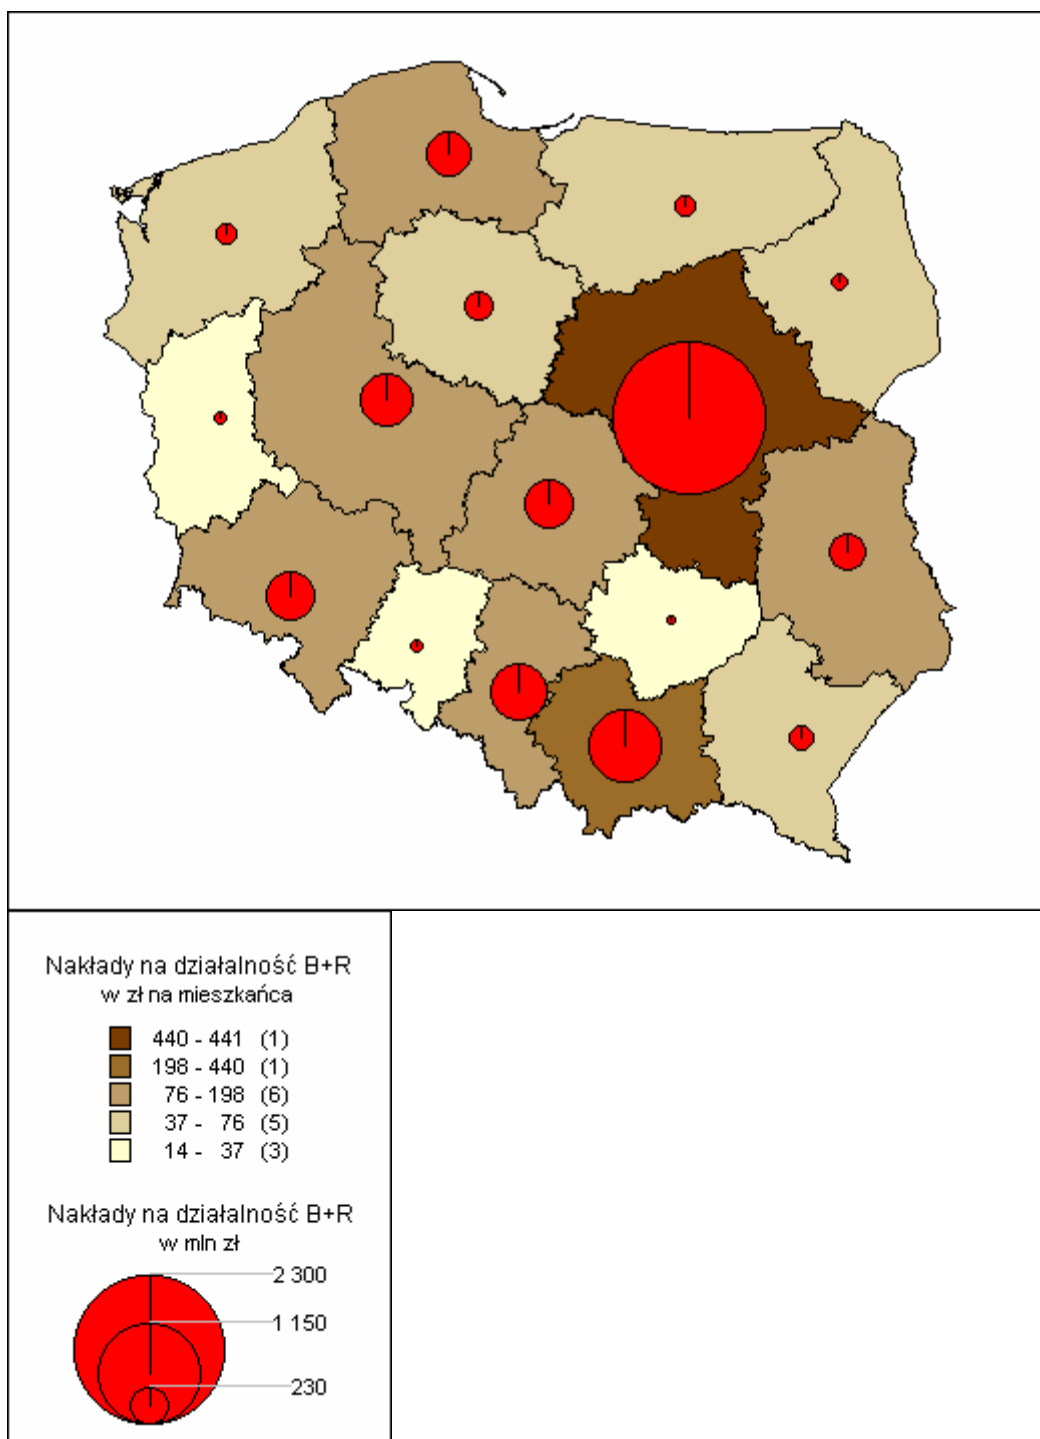 Nakłady na działalność B+R
w zł na mieszkańca
440 - 441 (1)
198 - 440 (1)
76 - 198 (6)
37 - 76 (5)
14 - 37 (3)
Nakłady na działalność B+R
w mln zł
2 300
1 150
230